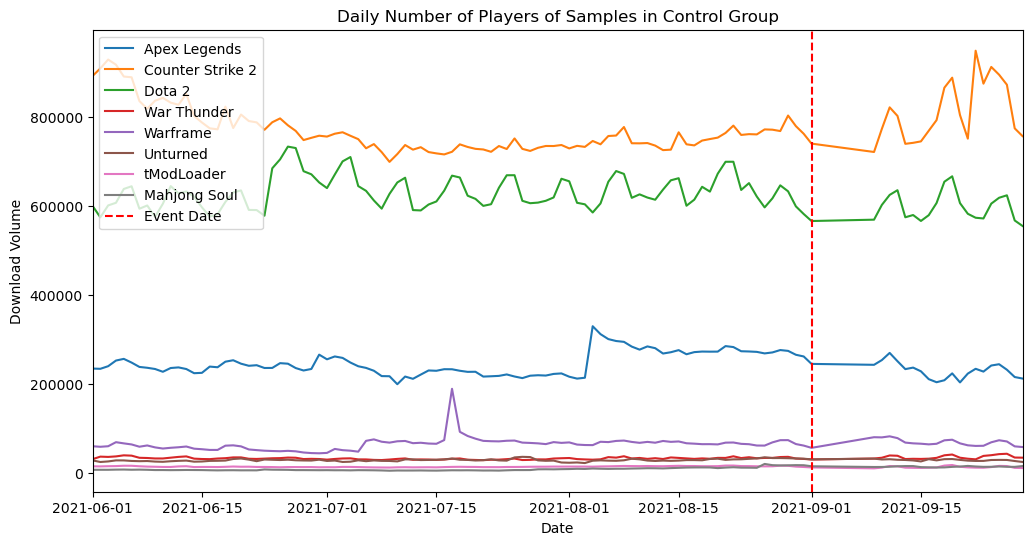 Daily Number of Players of Samples in Control Group
Apex Legends
Counter Strike 2
Dota 2
War Thunder
Warframe
Unturned
tModLoader
Mahjong Soul
Event Date
Download Volume
800000
600000
400000
200000
0
2021-06-01
2021-06-15
2021-07-01
2021-07-15
2021-08-01
2021-08-15
2021-09-01
2021-09-15
Date